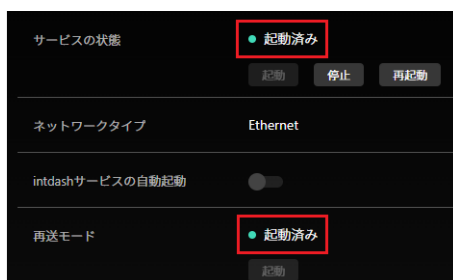 サービスの状態
起動済み
起動 停止 再起動
ネットワークタイプ Ethernet
intdashサービスの自動起動
再送モード
起動済み
起動